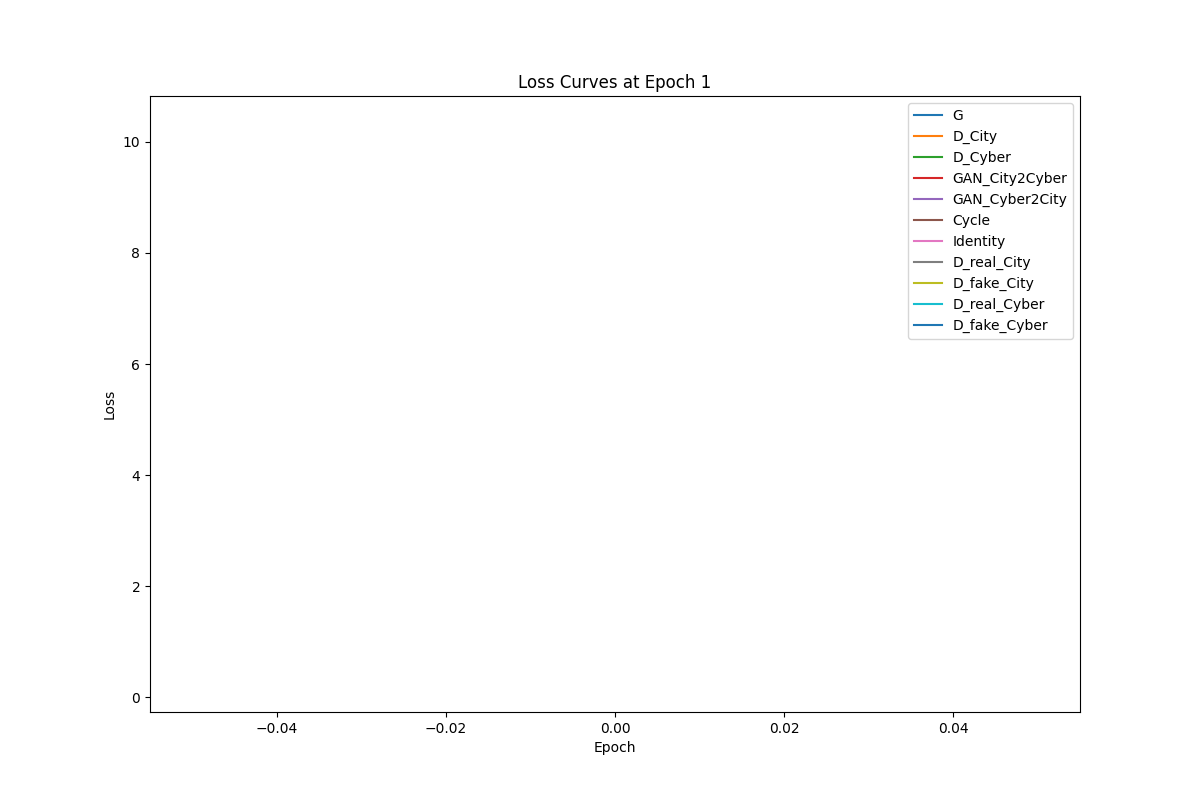 Loss Curves at Epoch 1
G
D_City
D_Cyber
GAN_City2Cyber
GAN_Cyber2City
Cycle
Identity
D_real_City
D_fake_City
D_real_Cyber
D_fake_Cyber
10
8
6
4
2
0
Loss
−0.04 −0.02 0.00 0.02 0.04
Epoch